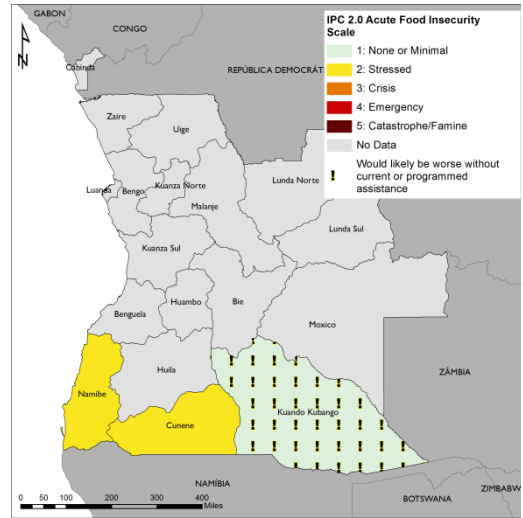 GABON
CONGO
IPC 2.0 Acute Food Insecurity
Scale
1: None or Minimal
2: Stressed
3: Crisis
4: Emergency
5: Catastrophe/Famine
No Data
! Would likely be worse without
current or programmed
assistance
N
Cabinda
REPÚBLICA DEMOCRÁT
Zaire
Uige
Luanda
Bengo
Kuanza Norte
Malanje
Lunda Norte
Lunda Sul
Kuanza Sul
Benguela
Huambo
Bie
Moxico
Namibe
Huila
Cunene
Kuando Kubango
ZÂMBIA
NAMÍBIA
BOTSWANA
ZIMBABW
0 50 100 200 300 400
Miles